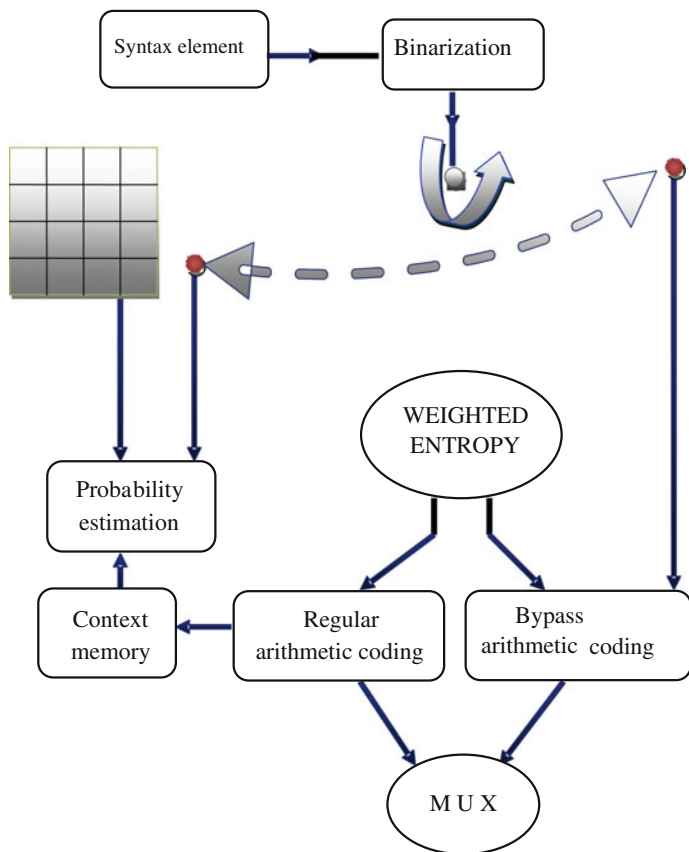 Syntax element
Binarization
WEIGHTED
ENTROPY
Probability
estimation
Context
memory
Regular
arithmetic coding
Bypass
arithmetic coding
M U X